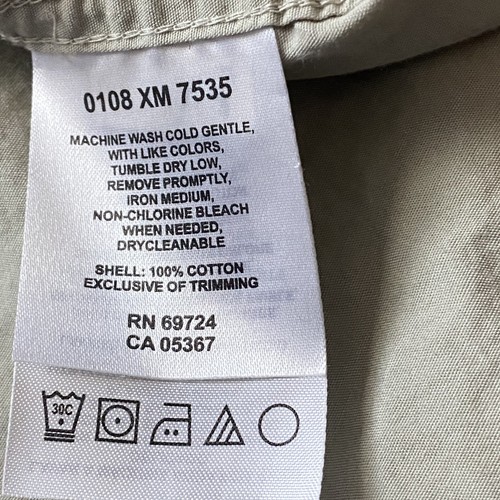 0108 XM 7535
MACHINE WASH COLD GENTLE,
WITH LIKE COLORS,
TUMBLE DRY LOW,
REMOVE PROMPTLY,
IRON MEDIUM,
NON-CHLORINE BLEACH
WHEN NEEDED,
DRYCLEANABLE
SHELL: 100% COTTON
EXCLUSIVE OF TRIMMING
RN 69724
CA 05367
30C